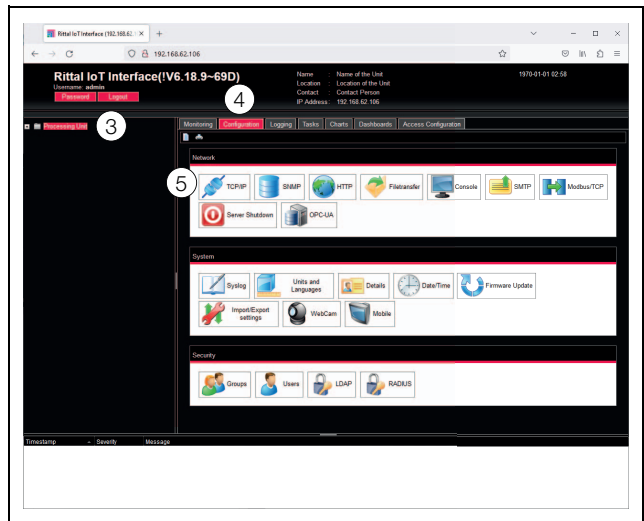 Rittal IoT Interface (192.168.62.1
192.168.62.106
Rittal IoT Interface(!V6.18.9~69D)
Username: admin
Password Logout
Name : Name of the Unit
Location : Location of the Unit
Contact : Contact Person
IP Address : 192.168.62.106
1970-01-01 02:58
4
Processing Unit
3
Monitoring Configuration Logging Tasks Charts Dashboards Access Configuraton
Network
5
TCP/IP SNMP HTTP Filetransfer Console SMTP Modbus/TCP
Server Shutdown OPC-UA
System
Syslog Units and Languages Details Date/Time Firmware Update
Import/Export settings WebCam Mobile
Security
Groups Users LDAP RADIUS
Timestamp Severity Message